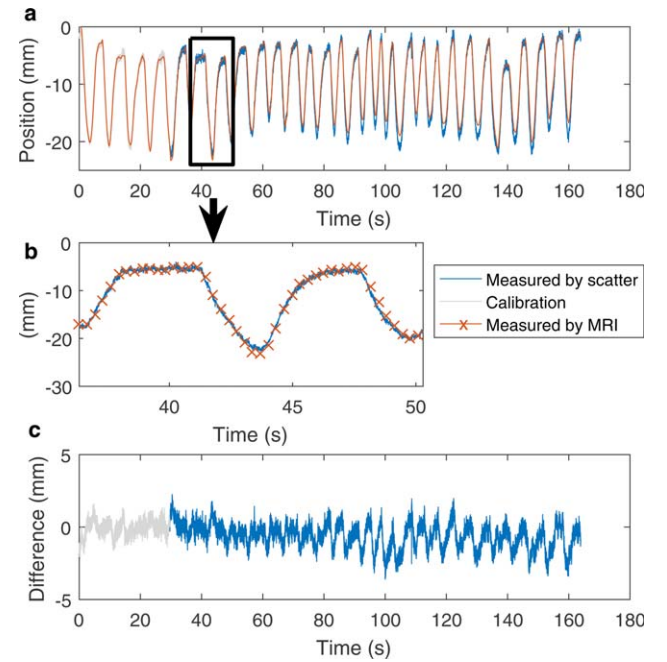 a
0
-10
-20
Position (mm)
0 20 40 60 80 100 120 140 160 180
Time (s)
b
0
-10
-20
-30
(mm)
40 45 50
Time (s)
Measured by scatter
Calibration
Measured by MRI
c
5
0
-5
Difference (mm)
0 20 40 60 80 100 120 140 160 180
Time (s)